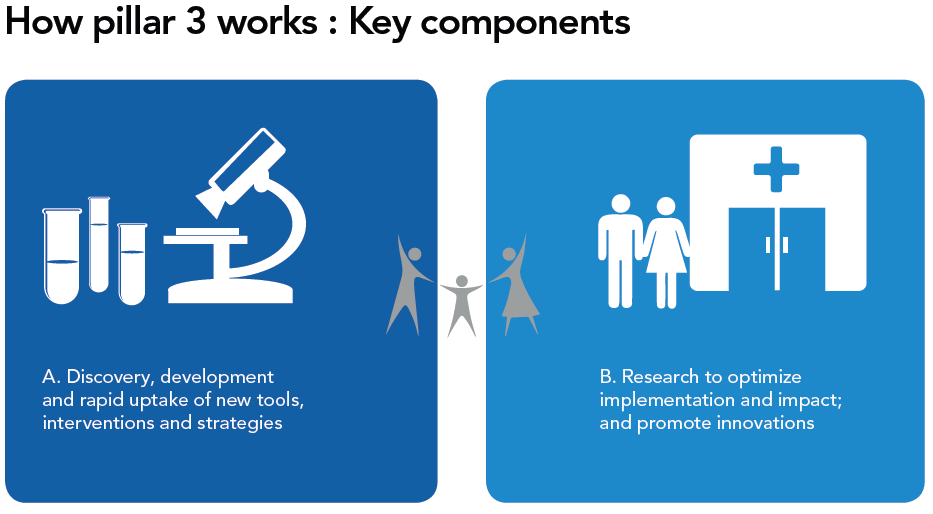 How pillar 3 works : Key components
A. Discovery, development
and rapid uptake of new tools,
interventions and strategies
B. Research to optimize
implementation and impact;
and promote innovations